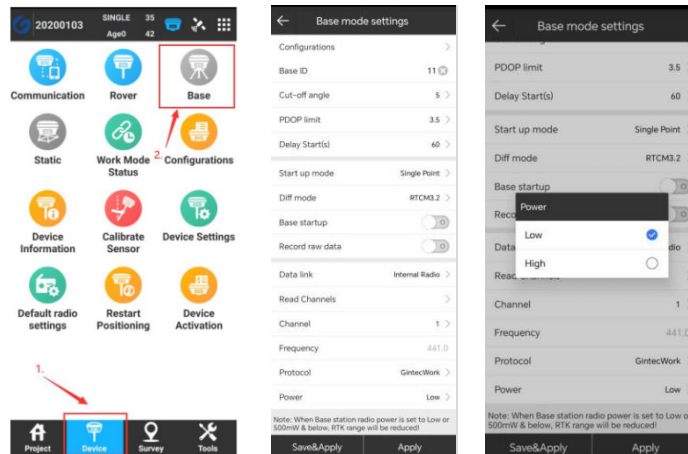 20200103
SINGLE 35
Age0 42
Communication
Rover
Base
2.
Static
Work Mode
Status
Configurations
Device
Information
Calibrate
Sensor
Device Settings
Default radio
settings
Restart
Positioning
Device
Activation
1.
Project
Device
Survey
Tools
Base mode settings
Configurations
Base ID 11
Cut-off angle 5
PDOP limit 3.5
Delay Start(s) 60
Start up mode Single Point
Diff mode RTCM3.2
Base startup
Record raw data
Data link Internal Radio
Read Channels
Channel 1
Frequency 441.0
Protocol GintecWork
Power Low
Note: When Base station radio power is set to Low or
500mW & below, RTK range will be reduced!
Save&Apply Apply
Base mode settings
PDOP limit 3.5
Delay Start(s) 60
Start up mode Single Point
Diff mode RTCM3.2
Base startup
Reco
Power
Low
High
Data dio
Read
Channel 1
Frequency 441.0
Protocol GintecWork
Power Low
Note: When Base station radio power is set to Low o
500mW & below, RTK range will be reduced!
Save&Apply Apply